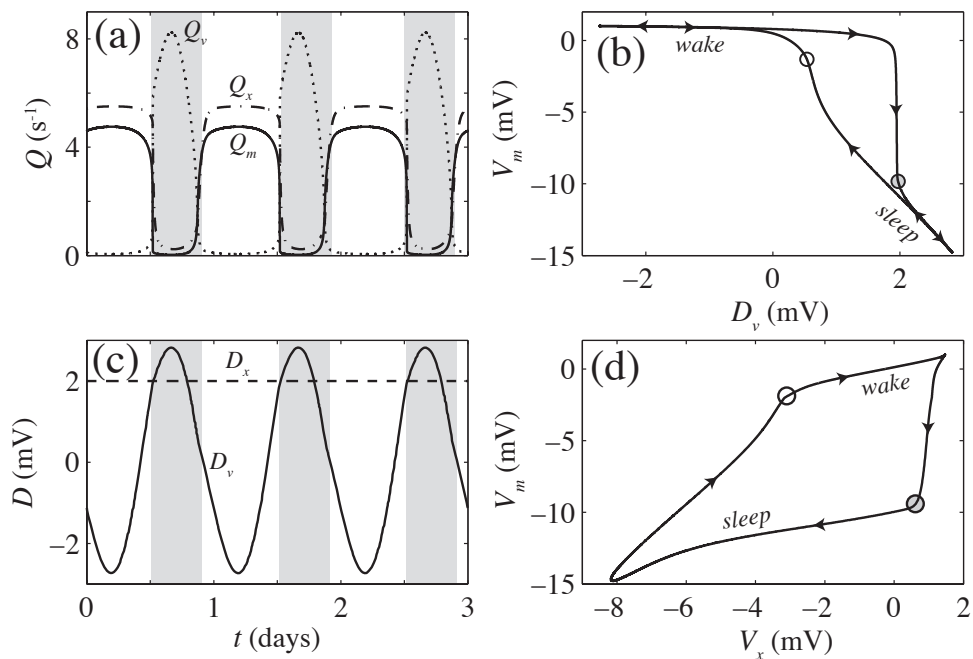 (a)
Q_v
Q_x
Q_m
8
4
0
Q (s⁻¹)
(b)
wake
sleep
0
−5
−10
−15
V_m (mV)
−2
0
2
D_v (mV)
(c)
D_x
D_v
2
0
−2
D (mV)
0
1
2
3
t (days)
(d)
wake
sleep
0
−5
−10
−15
V_m (mV)
−8
−6
−4
−2
0
2
V_x (mV)